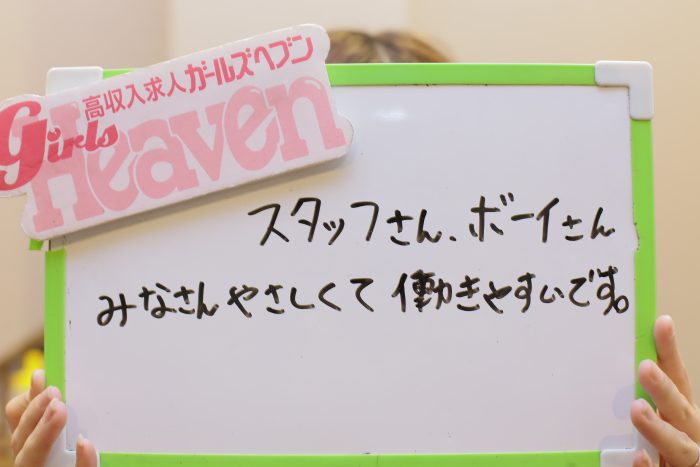 高収入求人ガールズヘブン
Girls
Heaven
スタッフさん、ボーイさん
みなさんやさしくて働きやすいです。